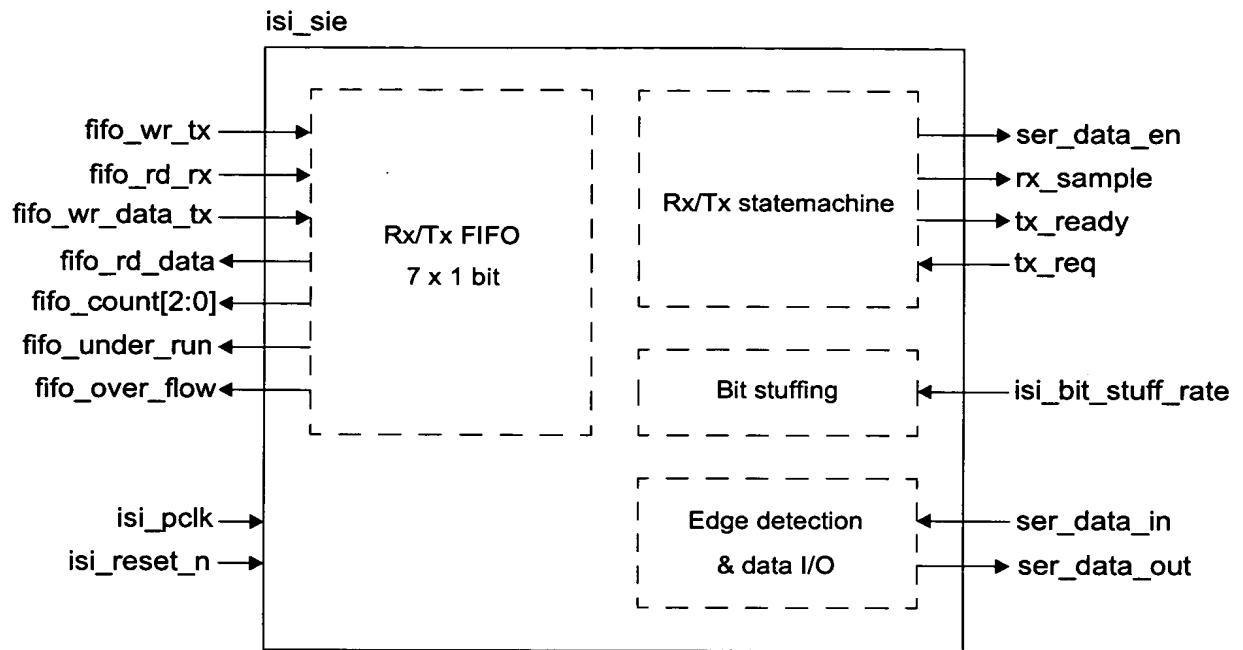 isi_sie
fifo_wr_tx
fifo_rd_rx
fifo_wr_data_tx
fifo_rd_data
fifo_count[2:0]
fifo_under_run
fifo_over_flow
isi_pclk
isi_reset_n
Rx/Tx FIFO
7 x 1 bit
Rx/Tx statemachine
Bit stuffing
Edge detection
& data I/O
ser_data_en
rx_sample
tx_ready
tx_req
isi_bit_stuff_rate
ser_data_in
ser_data_out